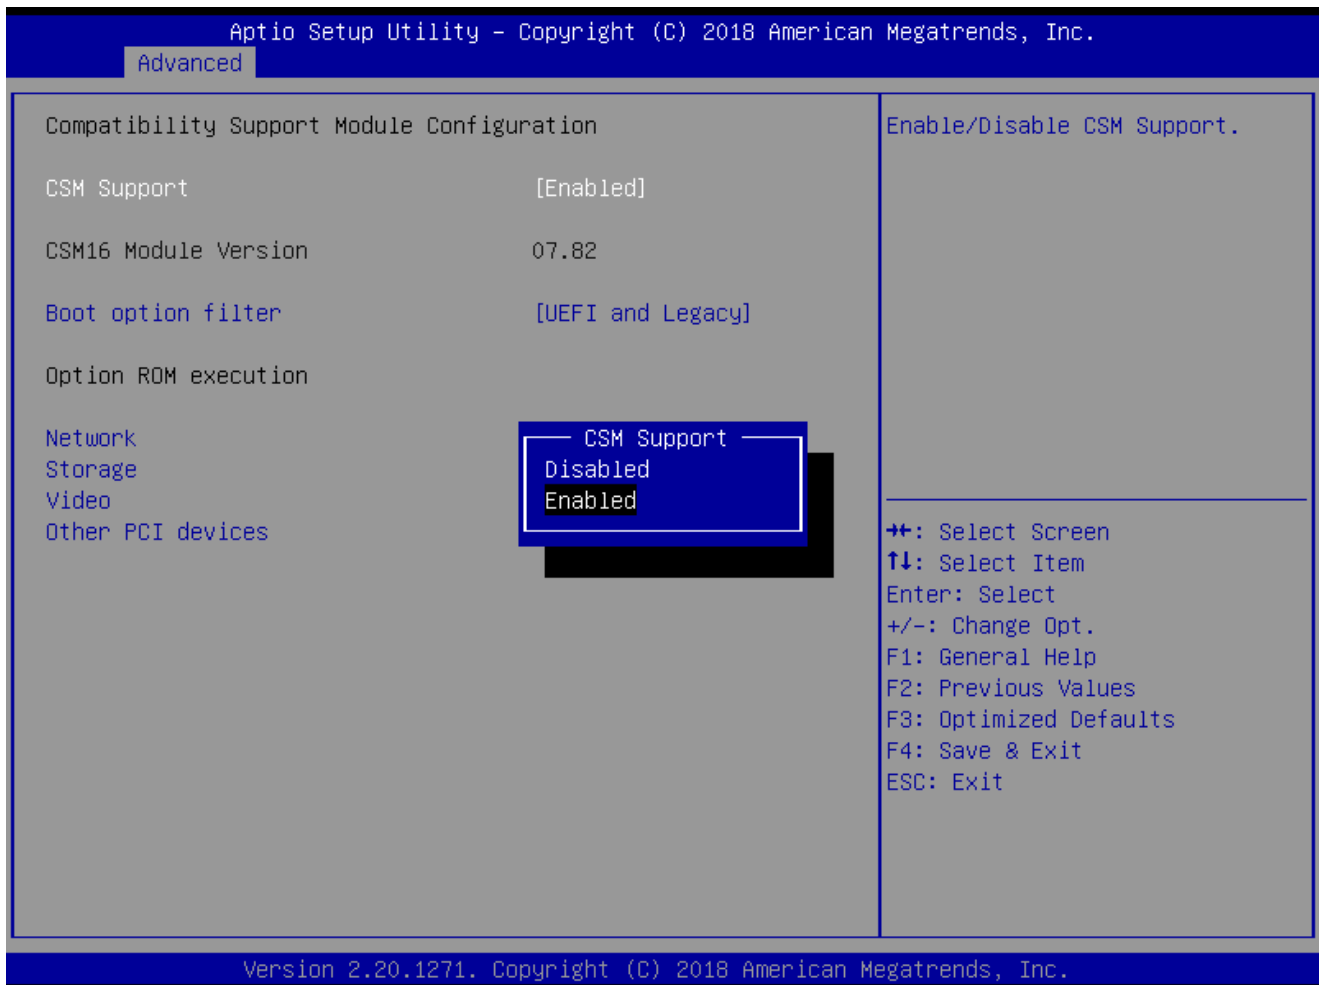 Aptio Setup Utility – Copyright (C) 2018 American Megatrends, Inc.
Advanced
Compatibility Support Module Configuration
CSM Support [Enabled]
CSM16 Module Version 07.82
Boot option filter [UEFI and Legacy]
Option ROM execution
Network
Storage
Video
Other PCI devices
CSM Support
Disabled
Enabled
Enable/Disable CSM Support.
→←: Select Screen
↑↓: Select Item
Enter: Select
+/-: Change Opt.
F1: General Help
F2: Previous Values
F3: Optimized Defaults
F4: Save & Exit
ESC: Exit
Version 2.20.1271. Copyright (C) 2018 American Megatrends, Inc.